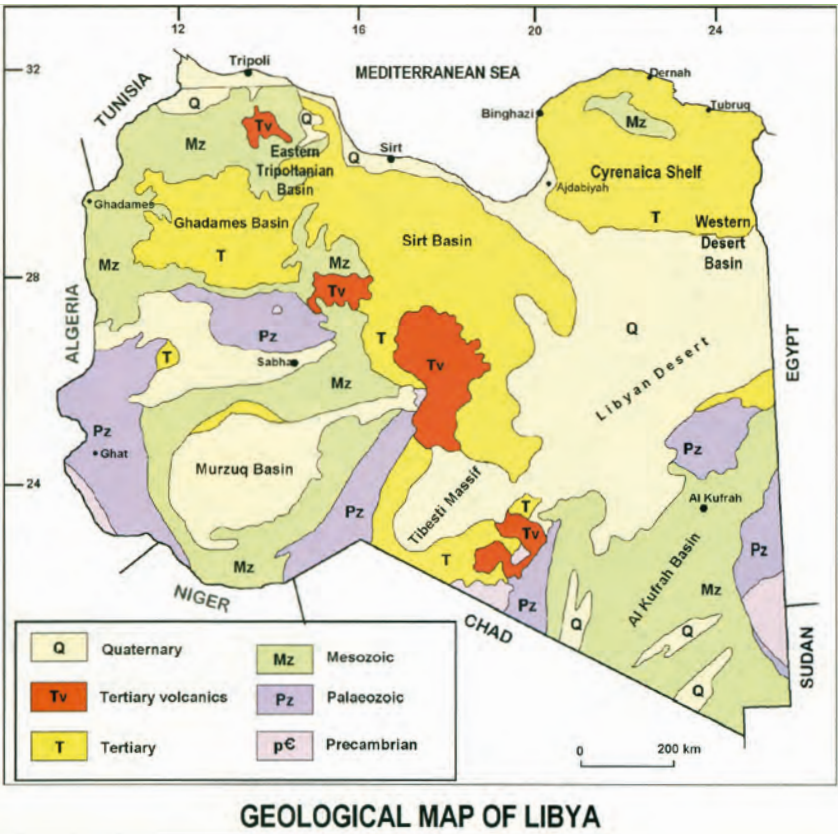 12
16
20
24
32
Tripoli
MEDITERRANEAN SEA
Dernah
TUNISIA
Q
Binghazi
Tubruq
Tv
Q
Mz
Mz
Eastern
Tripoltanian
Basin
Q
Sirt
Cyrenaica Shelf
Ajdabiyah
Ghadames
Ghadames Basin
T
Western
Desert
Basin
Sirt Basin
T
Mz
Mz
28
Tv
ALGERIA
Pz
T
Q
EGYPT
T
Sabha
Tv
Libyan Desert
Mz
Pz
Ghat
Pz
Murzuq Basin
24
Tibesti Massif
Al Kufrah
Pz
T
Tv
Pz
T
Mz
Al Kufrah Basin
Mz
NIGER
Pz
CHAD
Q
Q
Q
SUDAN
Q Quaternary
Mz Mesozoic
Tv Tertiary volcanics
Pz Palaeozoic
T Tertiary
p€ Precambrian
0 200 km
GEOLOGICAL MAP OF LIBYA